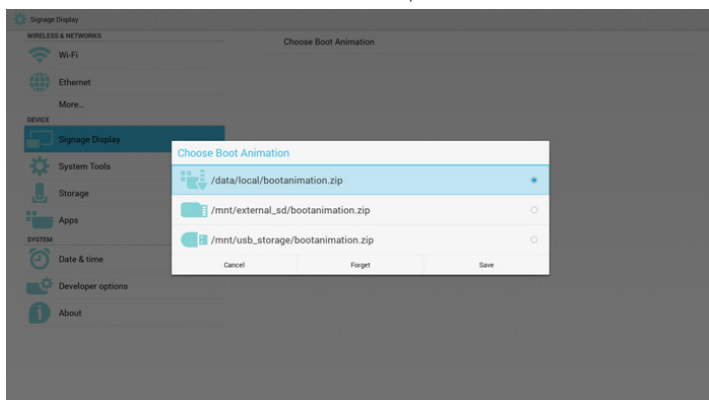 Signage Display
WIRELESS & NETWORKS
Choose Boot Animation
Wi-Fi
Ethernet
More...
DEVICE
Signage Display
System Tools
Storage
Apps
SYSTEM
Date & time
Developer options
About
Choose Boot Animation
/data/local/bootanimation.zip
/mnt/external_sd/bootanimation.zip
/mnt/usb_storage/bootanimation.zip
Cancel
Forget
Save